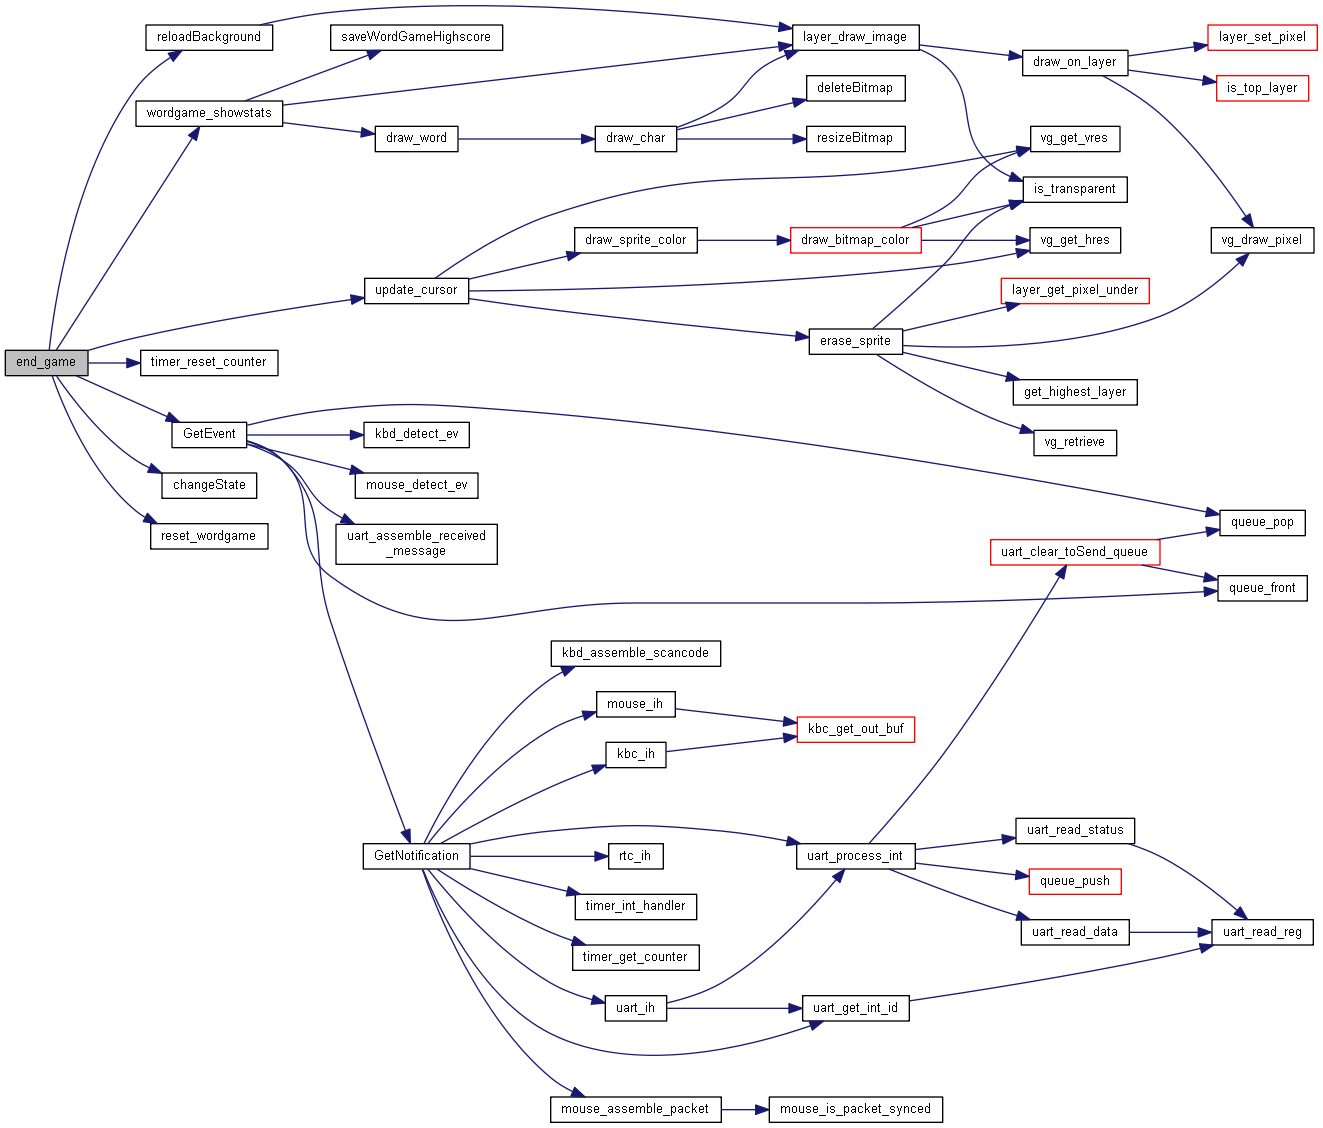 reloadBackground
saveWordGameHighscore
layer_draw_image
layer_set_pixel
draw_on_layer
is_top_layer
deleteBitmap
wordgame_showstats
draw_word
draw_char
resizeBitmap
vg_get_vres
is_transparent
draw_sprite_color
draw_bitmap_color
vg_get_hres
vg_draw_pixel
update_cursor
layer_get_pixel_under
erase_sprite
end_game
timer_reset_counter
get_highest_layer
GetEvent
kbd_detect_ev
vg_retrieve
changeState
mouse_detect_ev
reset_wordgame
uart_assemble_received
_message
queue_pop
uart_clear_toSend_queue
queue_front
kbd_assemble_scancode
mouse_ih
kbc_get_out_buf
kbc_ih
uart_read_status
GetNotification
rtc_ih
uart_process_int
queue_push
timer_int_handler
uart_read_data
uart_read_reg
timer_get_counter
uart_ih
uart_get_int_id
mouse_assemble_packet
mouse_is_packet_synced